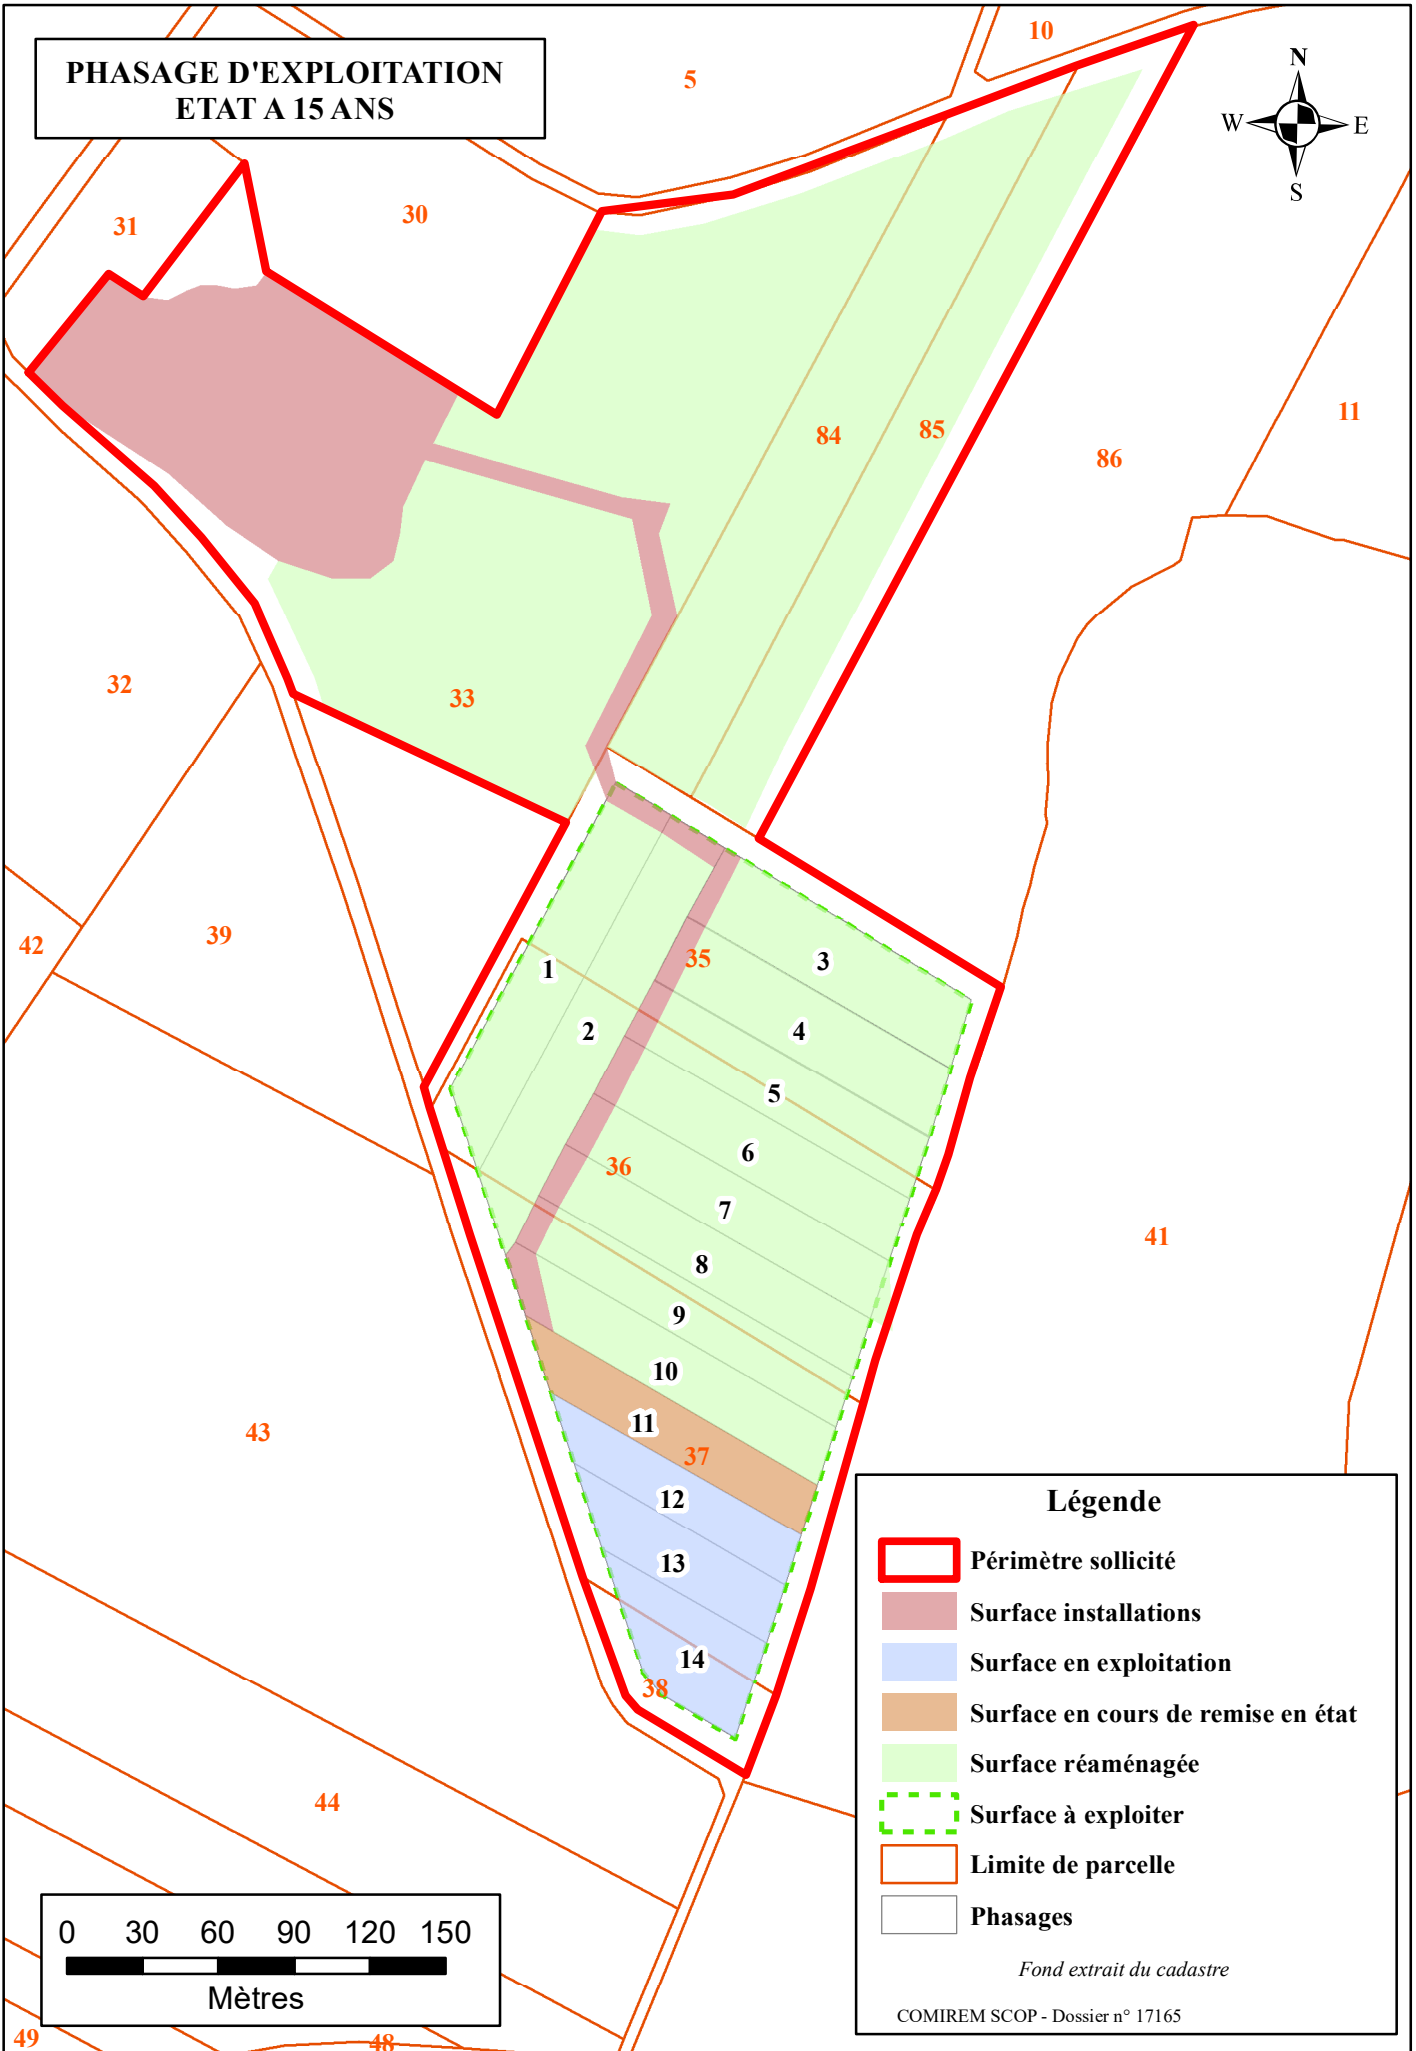 PHASAGE D'EXPLOITATION
ETAT A 15 ANS
N
W E
S
10
5
31
30
11
84
85
86
32
33
42
39
35
36
41
43
37
38
44
49
48
1
2
3
4
5
6
7
8
9
10
11
12
13
14
0 30 60 90 120 150
Mètres
Légende
Périmètre sollicité
Surface installations
Surface en exploitation
Surface en cours de remise en état
Surface réaménagée
Surface à exploiter
Limite de parcelle
Phasages
Fond extrait du cadastre
COMIREM SCOP - Dossier n° 17165